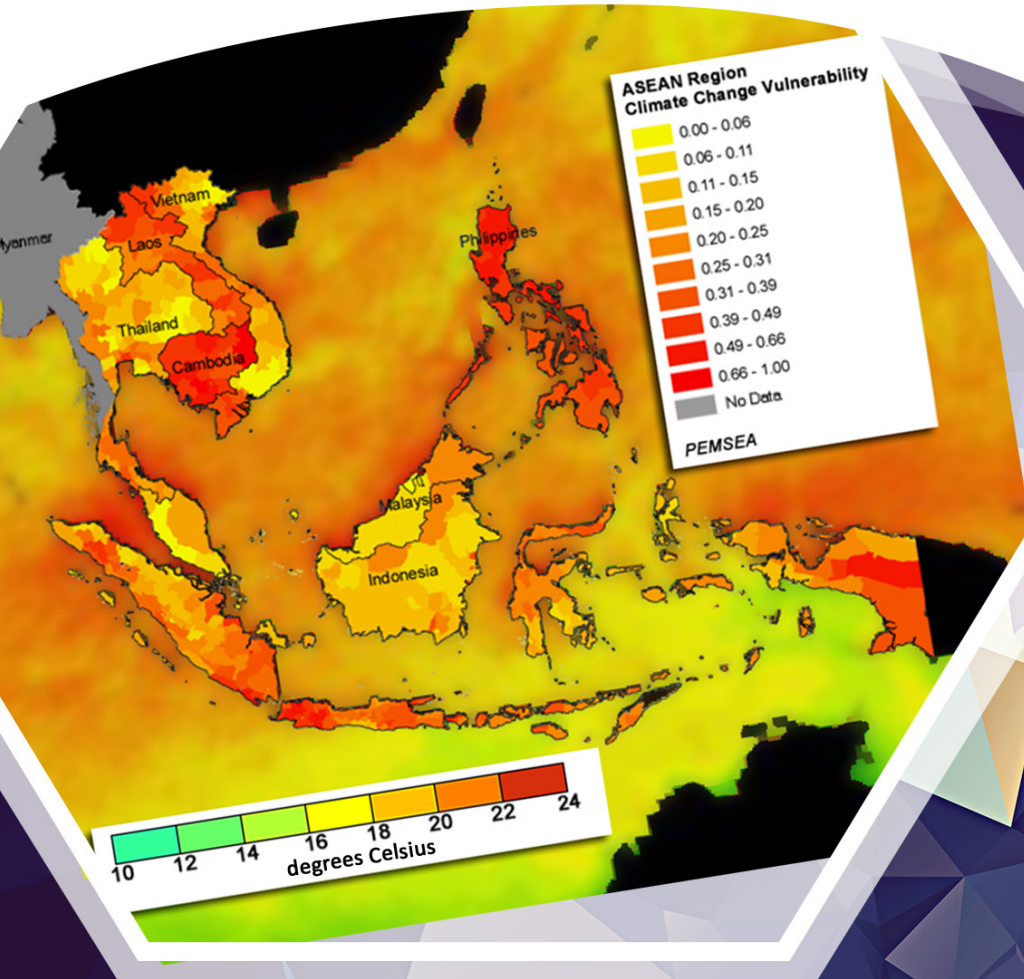 ASEAN Region
Climate Change Vulnerability
0.00 - 0.06
0.06 - 0.11
0.11 - 0.15
0.15 - 0.20
0.20 - 0.25
0.25 - 0.31
0.31 - 0.39
0.39 - 0.49
0.49 - 0.66
0.66 - 1.00
No Data
PEMSEA
Vietnam
yanmar
Laos
Philippines
Thailand
Cambodia
Malaysia
Indonesia
10 12 14 16 18 20 22 24
degrees Celsius